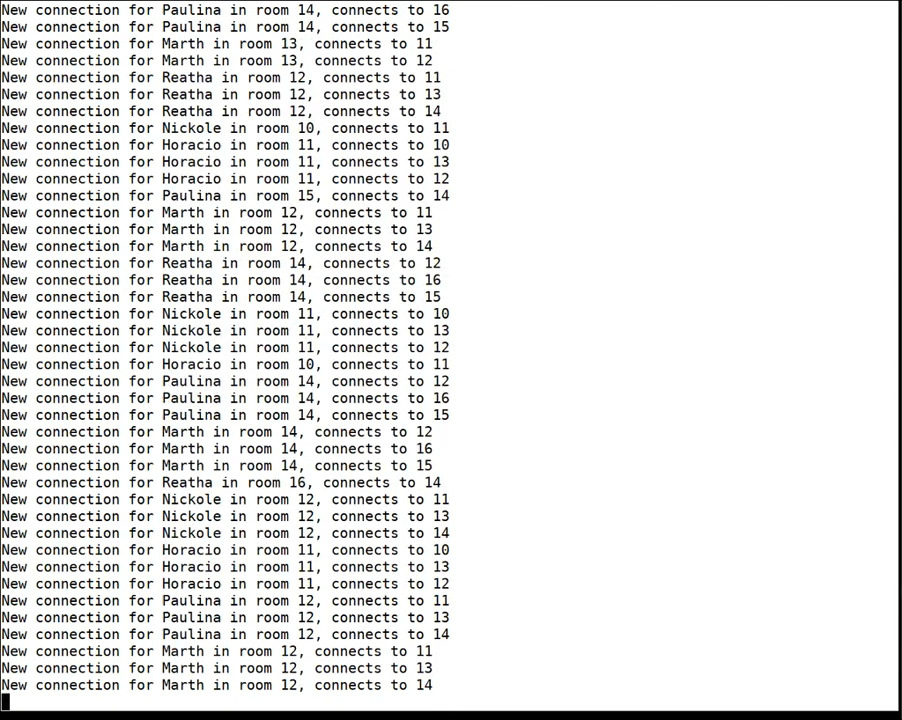 New connection for Paulina in room 14, connects to 16
New connection for Paulina in room 14, connects to 15
New connection for Marth in room 13, connects to 11
New connection for Marth in room 13, connects to 12
New connection for Reatha in room 12, connects to 11
New connection for Reatha in room 12, connects to 13
New connection for Reatha in room 12, connects to 14
New connection for Nickole in room 10, connects to 11
New connection for Horacio in room 11, connects to 10
New connection for Horacio in room 11, connects to 13
New connection for Horacio in room 11, connects to 12
New connection for Paulina in room 15, connects to 14
New connection for Marth in room 12, connects to 11
New connection for Marth in room 12, connects to 13
New connection for Marth in room 12, connects to 14
New connection for Reatha in room 14, connects to 12
New connection for Reatha in room 14, connects to 16
New connection for Reatha in room 14, connects to 15
New connection for Nickole in room 11, connects to 10
New connection for Nickole in room 11, connects to 13
New connection for Nickole in room 11, connects to 12
New connection for Horacio in room 10, connects to 11
New connection for Paulina in room 14, connects to 12
New connection for Paulina in room 14, connects to 16
New connection for Paulina in room 14, connects to 15
New connection for Marth in room 14, connects to 12
New connection for Marth in room 14, connects to 16
New connection for Marth in room 14, connects to 15
New connection for Reatha in room 16, connects to 14
New connection for Nickole in room 12, connects to 11
New connection for Nickole in room 12, connects to 13
New connection for Nickole in room 12, connects to 14
New connection for Horacio in room 11, connects to 10
New connection for Horacio in room 11, connects to 13
New connection for Horacio in room 11, connects to 12
New connection for Paulina in room 12, connects to 11
New connection for Paulina in room 12, connects to 13
New connection for Paulina in room 12, connects to 14
New connection for Marth in room 12, connects to 11
New connection for Marth in room 12, connects to 13
New connection for Marth in room 12, connects to 14